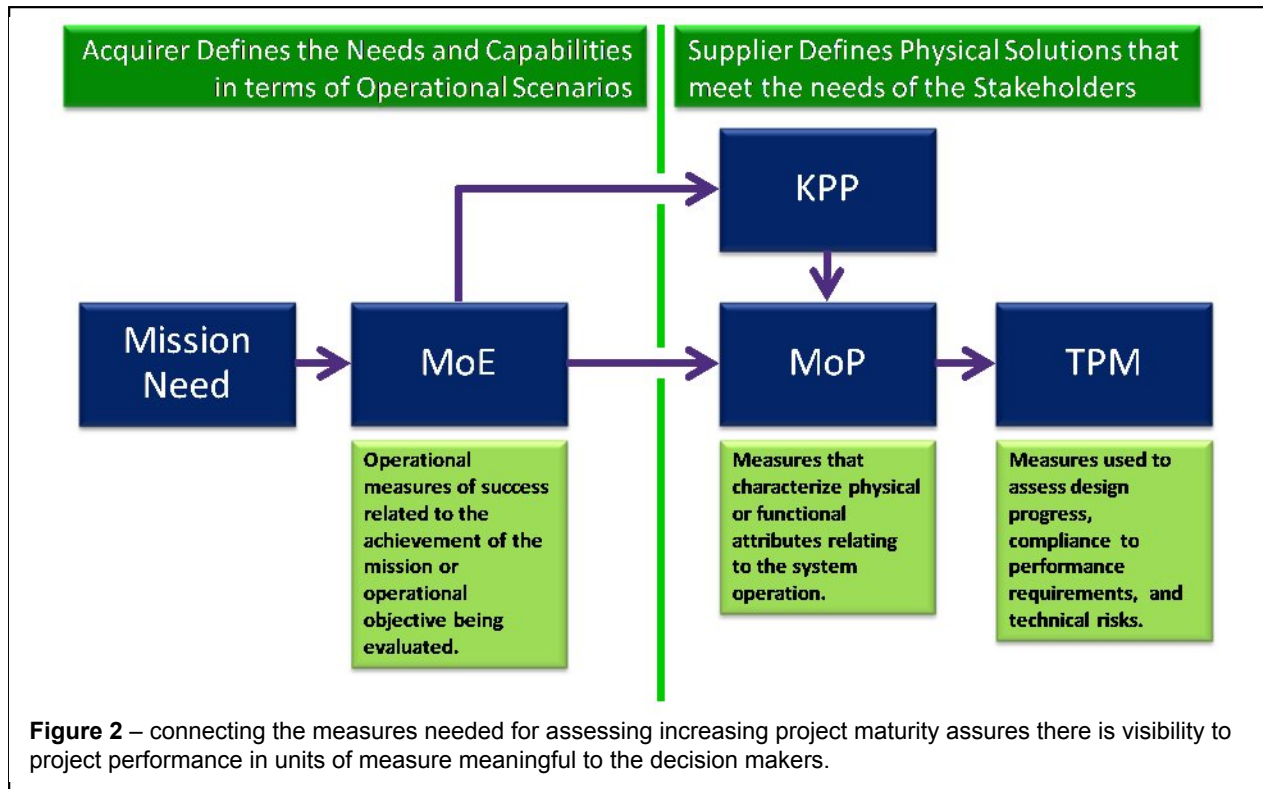 Acquirer Defines the Needs and Capabilities
in terms of Operational Scenarios
Supplier Defines Physical Solutions that
meet the needs of the Stakeholders
KPP
Mission
Need
MoE
MoP
TPM
Operational
measures of success
related to the
achievement of the
mission or
operational
objective being
evaluated.
Measures that
characterize physical
or functional
attributes relating
to the system
operation.
Measures used to
assess design
progress,
compliance to
performance
requirements, and
technical risks.
Figure 2 – connecting the measures needed for assessing increasing project maturity assures there is visibility to
project performance in units of measure meaningful to the decision makers.